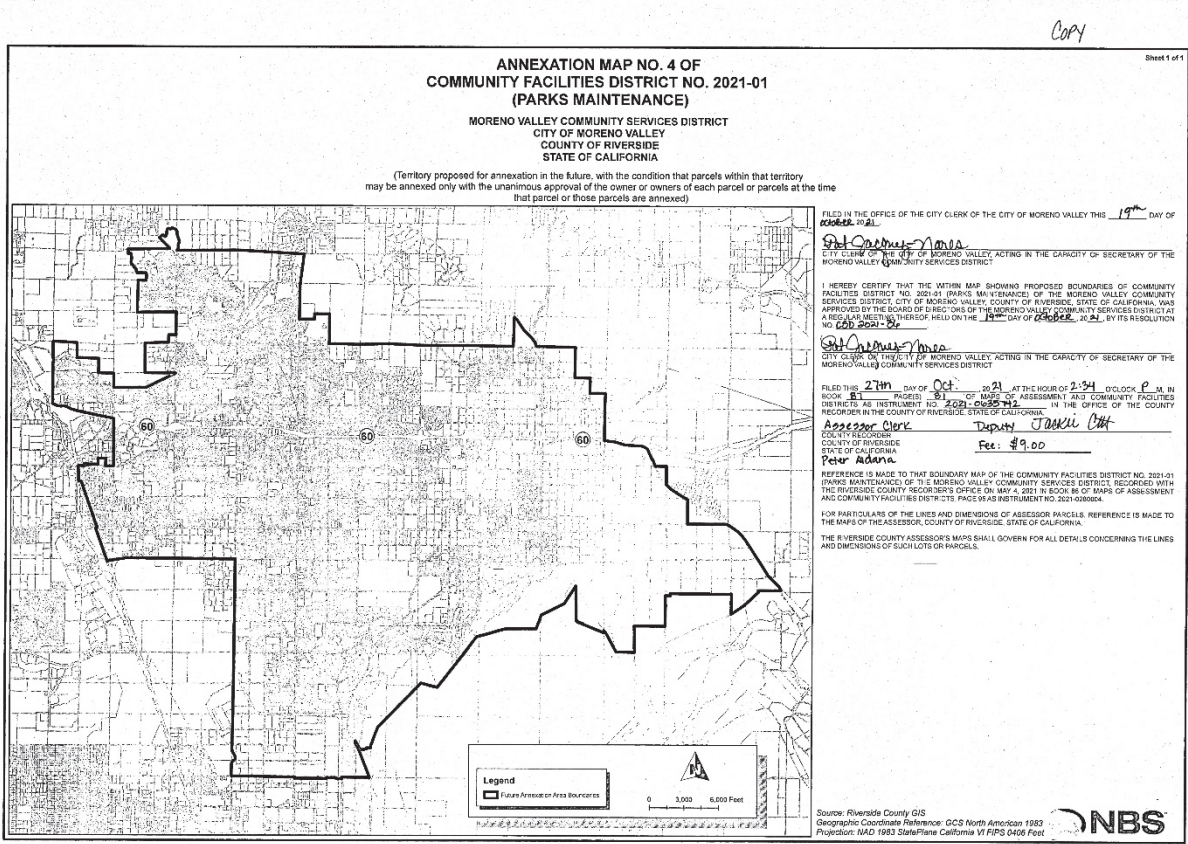 COPY
Sheet 1 of 1
ANNEXATION MAP NO. 4 OF
COMMUNITY FACILITIES DISTRICT NO. 2021-01
(PARKS MAINTENANCE)
MORENO VALLEY COMMUNITY SERVICES DISTRICT
CITY OF MORENO VALLEY
COUNTY OF RIVERSIDE
STATE OF CALIFORNIA
(Territory proposed for annexation in the future, with the condition that parcels within that territory
may be annexed only with the unanimous approval of the owner or owners of each parcel or parcels at the time
that parcel or those parcels are annexed)
60
60
60
Legend
Future Annexation Area Boundaries
N
0 3,000 6,000 Feet
FILED IN THE OFFICE OF THE CITY CLERK OF THE CITY OF MORENO VALLEY THIS 19th DAY OF
October 2021.
CITY CLERK OF THE CITY OF MORENO VALLEY, ACTING IN THE CAPACITY OF SECRETARY OF THE
MORENO VALLEY COMMUNITY SERVICES DISTRICT
I HEREBY CERTIFY THAT THE WITHIN MAP SHOWING PROPOSED BOUNDARIES OF COMMUNITY
FACILITIES DISTRICT NO. 2021-01 (PARKS MAINTENANCE) OF THE MORENO VALLEY COMMUNITY
SERVICES DISTRICT, CITY OF MORENO VALLEY, COUNTY OF RIVERSIDE, STATE OF CALIFORNIA, WAS
APPROVED BY THE BOARD OF DIRECTORS OF THE MORENO VALLEY COMMUNITY SERVICES DISTRICT AT
A REGULAR MEETING THEREOF, HELD ON THE 19th DAY OF October, 2021, BY ITS RESOLUTION
NO. CSD 2021-
CITY CLERK OF THE CITY OF MORENO VALLEY, ACTING IN THE CAPACITY OF SECRETARY OF THE
MORENO VALLEY COMMUNITY SERVICES DISTRICT
FILED THIS 27th DAY OF Oct. , 2021, AT THE HOUR OF 2:34 O'CLOCK P M, IN
BOOK 87 PAGE(S) 81 OF MAPS OF ASSESSMENT AND COMMUNITY FACILITIES
DISTRICTS AS INSTRUMENT NO. 2021-0635742 IN THE OFFICE OF THE COUNTY
RECORDER IN THE COUNTY OF RIVERSIDE, STATE OF CALIFORNIA.
Assessor Clerk Deputy Jackie
COUNTY RECORDER
COUNTY OF RIVERSIDE
STATE OF CALIFORNIA
Fee: $9.00
Peter Aldana
REFERENCE IS MADE TO THAT BOUNDARY MAP OF THE COMMUNITY FACILITIES DISTRICT NO. 2021-01
(PARKS MAINTENANCE) OF THE MORENO VALLEY COMMUNITY SERVICES DISTRICT, RECORDED WITH
THE RIVERSIDE COUNTY RECORDER'S OFFICE ON MAY 4, 2021 IN BOOK 86 OF MAPS OF ASSESSMENT
AND COMMUNITY FACILITIES DISTRICTS, PAGE 95 AS INSTRUMENT NO. 2021-0280004.
FOR PARTICULARS OF THE LINES AND DIMENSIONS OF ASSESSOR PARCELS, REFERENCE IS MADE TO
THE MAPS OF THE ASSESSOR, COUNTY OF RIVERSIDE, STATE OF CALIFORNIA.
THE RIVERSIDE COUNTY ASSESSOR'S MAPS SHALL GOVERN FOR ALL DETAILS CONCERNING THE LINES
AND DIMENSIONS OF SUCH LOTS OR PARCELS.
Source: Riverside County GIS
Geographic Coordinate Reference: GCS North American 1983
Projection: NAD 1983 StatePlane California VI FIPS 0406 Feet
NBS